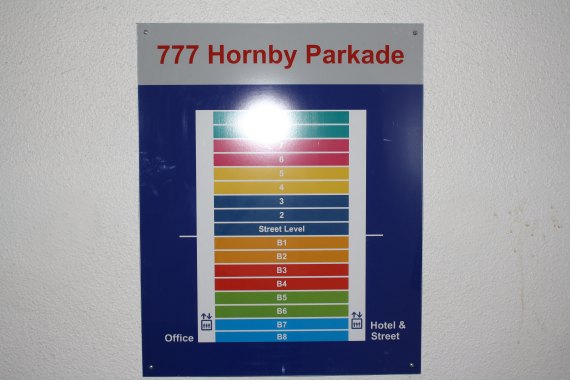 777 Hornby Parkade
6
5
4
3
2
Street Level
B1
B2
B3
B4
B5
B6
B7
B8
Office
Hotel &
Street